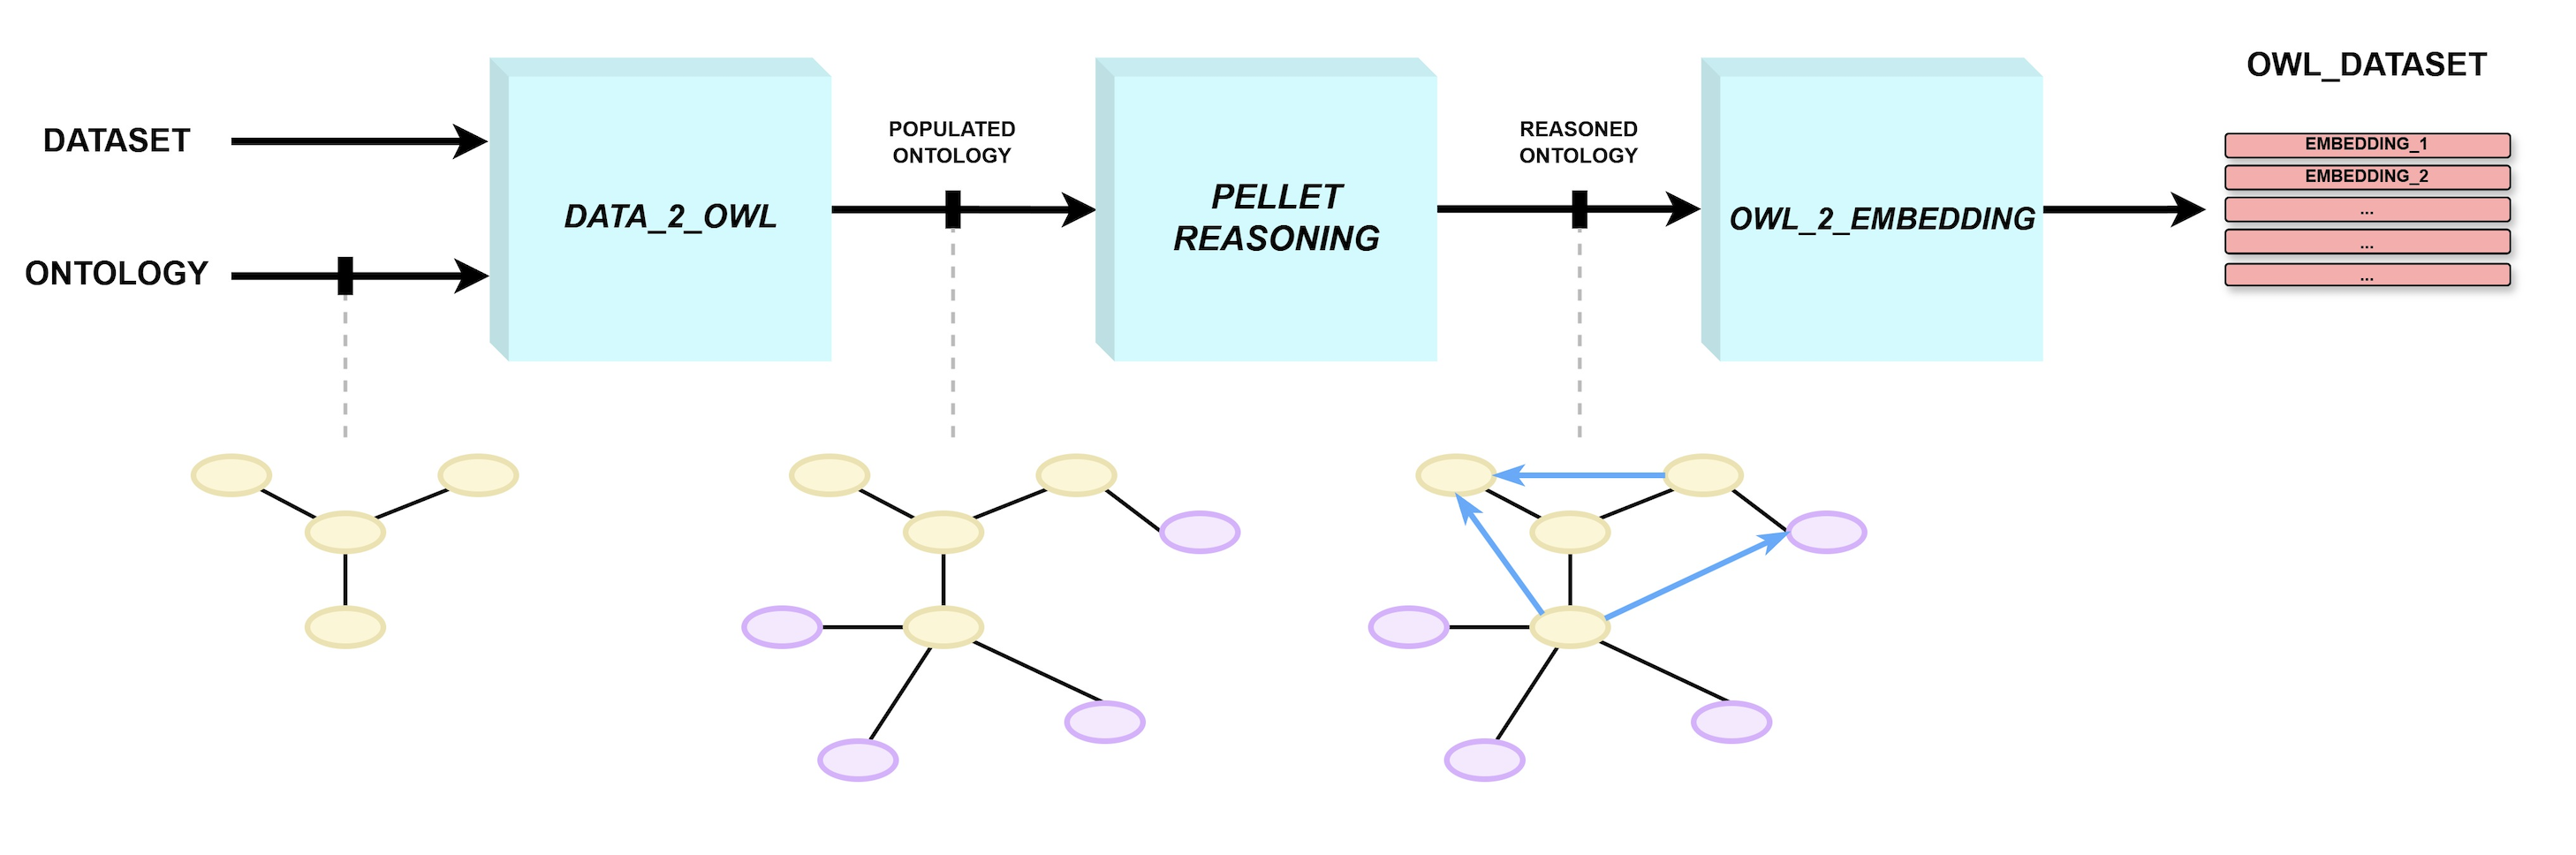 DATASET
ONTOLOGY
DATA_2_OWL
POPULATED
ONTOLOGY
PELLET
REASONING
REASONED
ONTOLOGY
OWL_2_EMBEDDING
OWL_DATASET
EMBEDDING_1
EMBEDDING_2
...
...
...